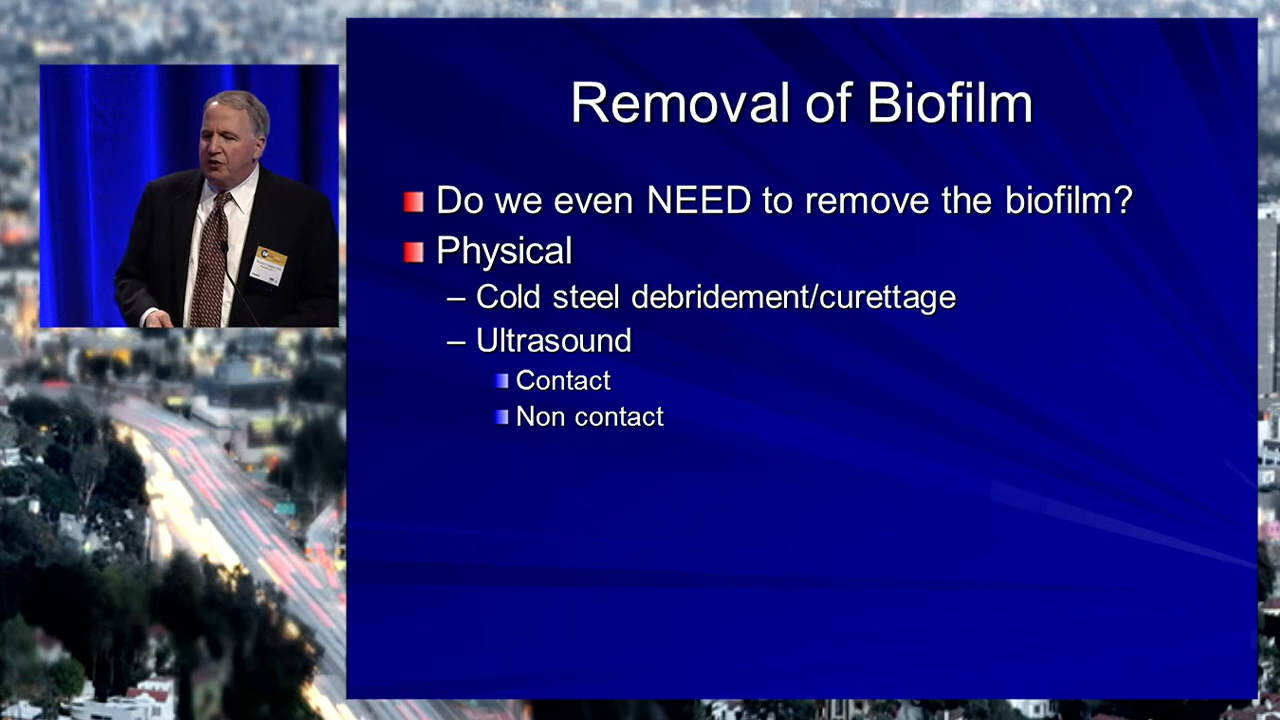 Removal of Biofilm
Do we even NEED to remove the biofilm?
Physical
– Cold steel debridement/curettage
– Ultrasound
Contact
Non contact